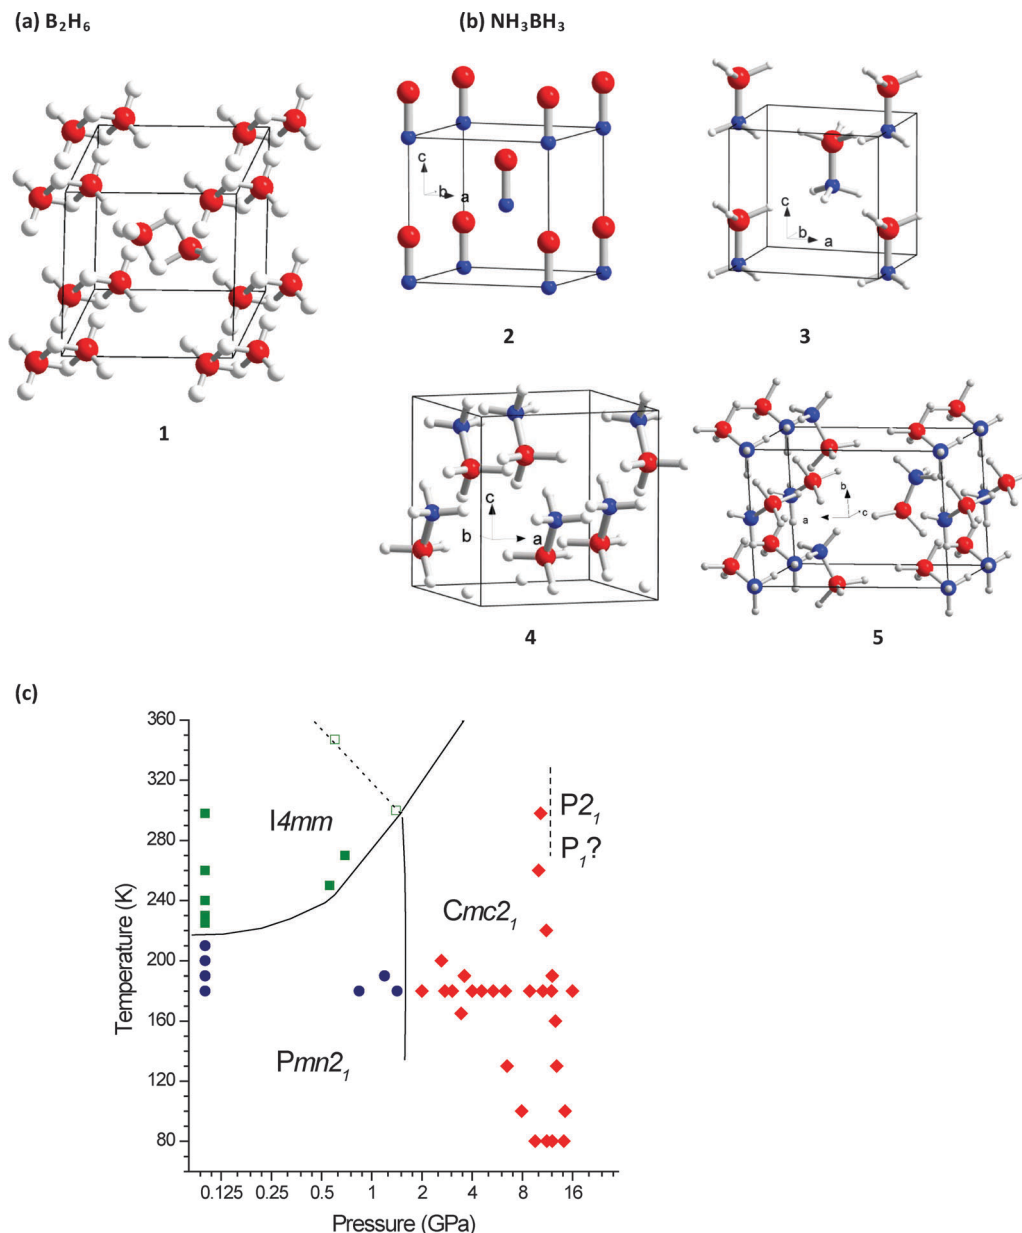 (a) B₂H₆
(b) NH₃BH₃
c
b
a
2
c
b
a
3
1
c
b
a
4
b
a
c
5
(c)
Temperature (K)
360
320
280
240
200
160
120
80
I4mm
P2₁
P₁?
Cmc2₁
Pmn2₁
0.125 0.25 0.5 1 2 4 8 16
Pressure (GPa)